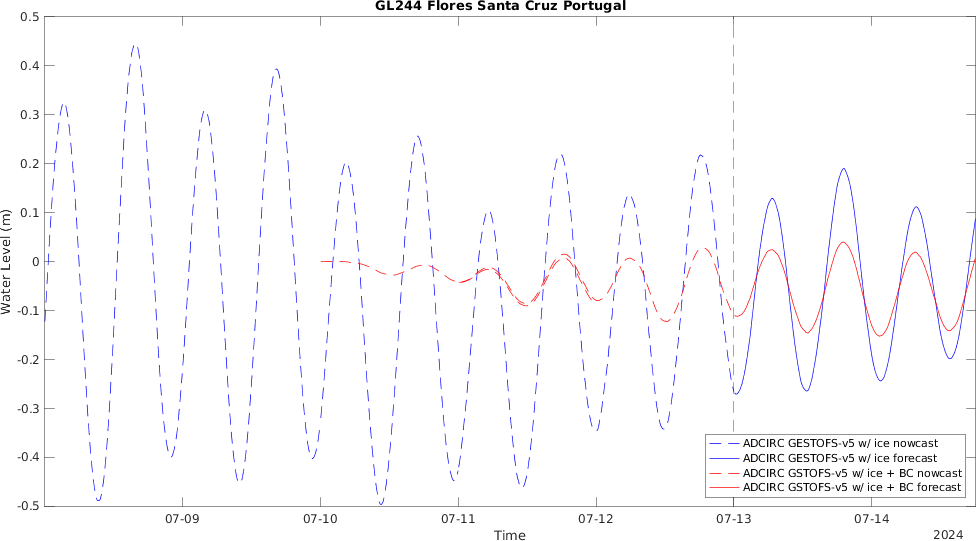 GL244 Flores Santa Cruz Portugal
0.5
0.4
0.3
0.2
0.1
0
-0.1
-0.2
-0.3
-0.4
-0.5
Water Level (m)
ADCIRC GESTOFS-v5 w/ ice nowcast
ADCIRC GESTOFS-v5 w/ ice forecast
ADCIRC GSTOFS-v5 w/ ice + BC nowcast
ADCIRC GSTOFS-v5 w/ ice + BC forecast
07-09 07-10 07-11 07-12 07-13 07-14
Time
2024